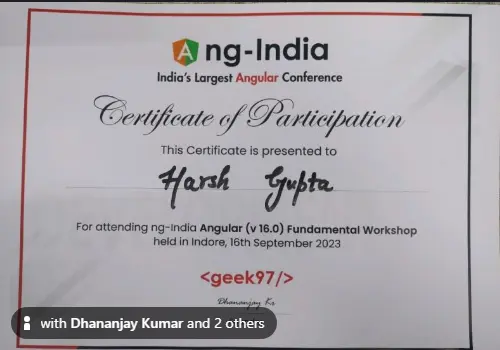 ng-India
India's Largest Angular Conference
Certificate of Participation
This Certificate is presented to
Harsh Gupta
For attending ng-India Angular (v 16.0) Fundamental Workshop
held in Indore, 16th September 2023
<geek97/>
Dhananjay Kr
with Dhananjay Kumar and 2 others